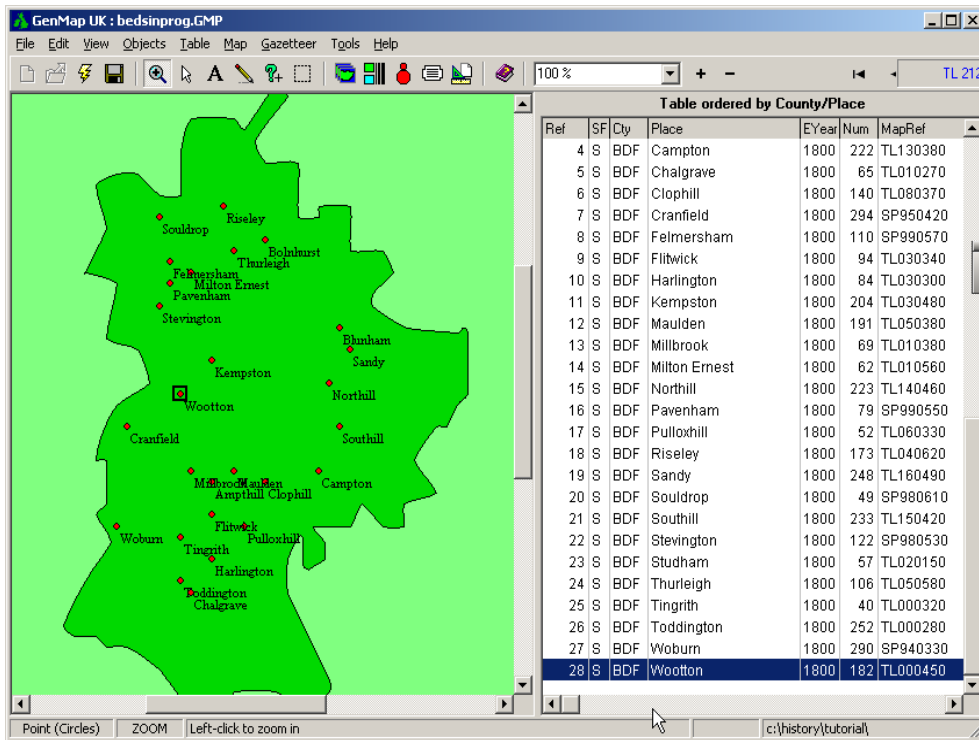 GenMap UK : bedsinprog.GMP
File Edit View Objects Table Map Gazetteer Tools Help
100 % + − TL 212
Table ordered by County/Place
Ref SF Cty Place EYear Num MapRef
4 S BDF Campton 1800 222 TL130380
5 S BDF Chalgrave 1800 65 TL010270
6 S BDF Clophill 1800 140 TL080370
7 S BDF Cranfield 1800 294 SP950420
8 S BDF Felmersham 1800 110 SP990570
9 S BDF Flitwick 1800 94 TL030340
10 S BDF Harlington 1800 84 TL030300
11 S BDF Kempston 1800 204 TL030480
12 S BDF Maulden 1800 191 TL050380
13 S BDF Millbrook 1800 69 TL010380
14 S BDF Milton Ernest 1800 62 TL010560
15 S BDF Northill 1800 223 TL140460
16 S BDF Pavenham 1800 79 SP990550
17 S BDF Pulloxhill 1800 52 TL060330
18 S BDF Riseley 1800 173 TL040620
19 S BDF Sandy 1800 248 TL160490
20 S BDF Souldrop 1800 49 SP980610
21 S BDF Southill 1800 233 TL150420
22 S BDF Stevington 1800 122 SP980530
23 S BDF Studham 1800 57 TL020150
24 S BDF Thurleigh 1800 106 TL050580
25 S BDF Tingrith 1800 40 TL000320
26 S BDF Toddington 1800 252 TL000280
27 S BDF Woburn 1800 290 SP940330
28 S BDF Wootton 1800 182 TL000450
Riseley
Souldrop
Bolnhurst
Thurleigh
Felmersham
Milton Ernest
Pavenham
Stevington
Blunham
Sandy
Kempston
Northill
Wootton
Cranfield
Southill
Millbrook Maulden Campton
Ampthill Clophill
Flitwick
Woburn Pulloxhill
Tingrith
Harlington
Toddington
Chalgrave
Point (Circles) ZOOM Left-click to zoom in c:\history\tutorial\